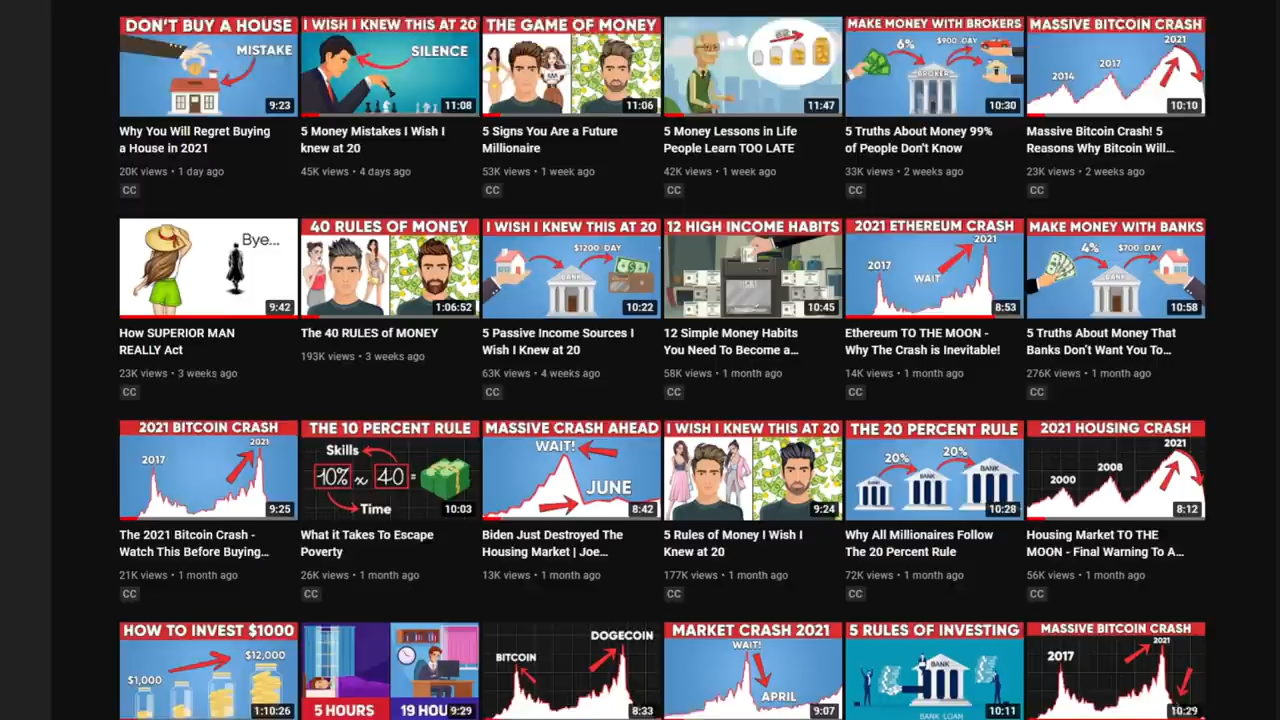 DON'T BUY A HOUSE
MISTAKE
9:23
I WISH I KNEW THIS AT 20
SILENCE
11:08
THE GAME OF MONEY
11:06
11:47
MAKE MONEY WITH BROKERS
6%
$900 DAY
BROKER
10:30
MASSIVE BITCOIN CRASH
2021
2014
2017
10:10
Why You Will Regret Buying
a House in 2021
20K views • 1 day ago
CC
5 Money Mistakes I Wish I
knew at 20
45K views • 4 days ago
5 Signs You Are a Future
Millionaire
53K views • 1 week ago
CC
5 Money Lessons in Life
People Learn TOO LATE
42K views • 1 week ago
CC
5 Truths About Money 99%
of People Don't Know
33K views • 2 weeks ago
CC
Massive Bitcoin Crash! 5
Reasons Why Bitcoin Will...
23K views • 2 weeks ago
CC
Bye...
9:42
40 RULES OF MONEY
1:06:52
I WISH I KNEW THIS AT 20
$1200 DAY
BANK
10:22
12 HIGH INCOME HABITS
10:45
2021 ETHEREUM CRASH
2021
2017
WAIT
8:53
MAKE MONEY WITH BANKS
4%
$700 DAY
BANK
10:58
How SUPERIOR MAN
REALLY Act
23K views • 3 weeks ago
CC
The 40 RULES of MONEY
193K views • 3 weeks ago
5 Passive Income Sources I
Wish I Knew at 20
63K views • 4 weeks ago
CC
12 Simple Money Habits
You Need To Become a...
58K views • 1 month ago
CC
Ethereum TO THE MOON -
Why The Crash is Inevitable!
14K views • 1 month ago
CC
5 Truths About Money That
Banks Don't Want You To...
276K views • 1 month ago
CC
2021 BITCOIN CRASH
2021
2017
9:25
THE 10 PERCENT RULE
Skills
10% ~ 40 =
Time
10:03
MASSIVE CRASH AHEAD
WAIT!
JUNE
8:42
I WISH I KNEW THIS AT 20
9:24
THE 20 PERCENT RULE
20%
20%
BANK
BANK
BANK
10:28
2021 HOUSING CRASH
2021
2008
2000
8:12
The 2021 Bitcoin Crash -
Watch This Before Buying...
21K views • 1 month ago
CC
What it Takes To Escape
Poverty
26K views • 1 month ago
CC
Biden Just Destroyed The
Housing Market | Joe...
13K views • 1 month ago
5 Rules of Money I Wish I
Knew at 20
177K views • 1 month ago
CC
Why All Millionaires Follow
The 20 Percent Rule
72K views • 1 month ago
CC
Housing Market TO THE
MOON - Final Warning To A...
56K views • 1 month ago
CC
HOW TO INVEST $1000
$12,000
$1,000
1:10:26
5 HOURS
19 HOU
9:29
DOGECOIN
BITCOIN
8:33
MARKET CRASH 2021
WAIT!
APRIL
9:07
5 RULES OF INVESTING
BANK
BANK LOAN
10:11
MASSIVE BITCOIN CRASH
2021
2017
10:29